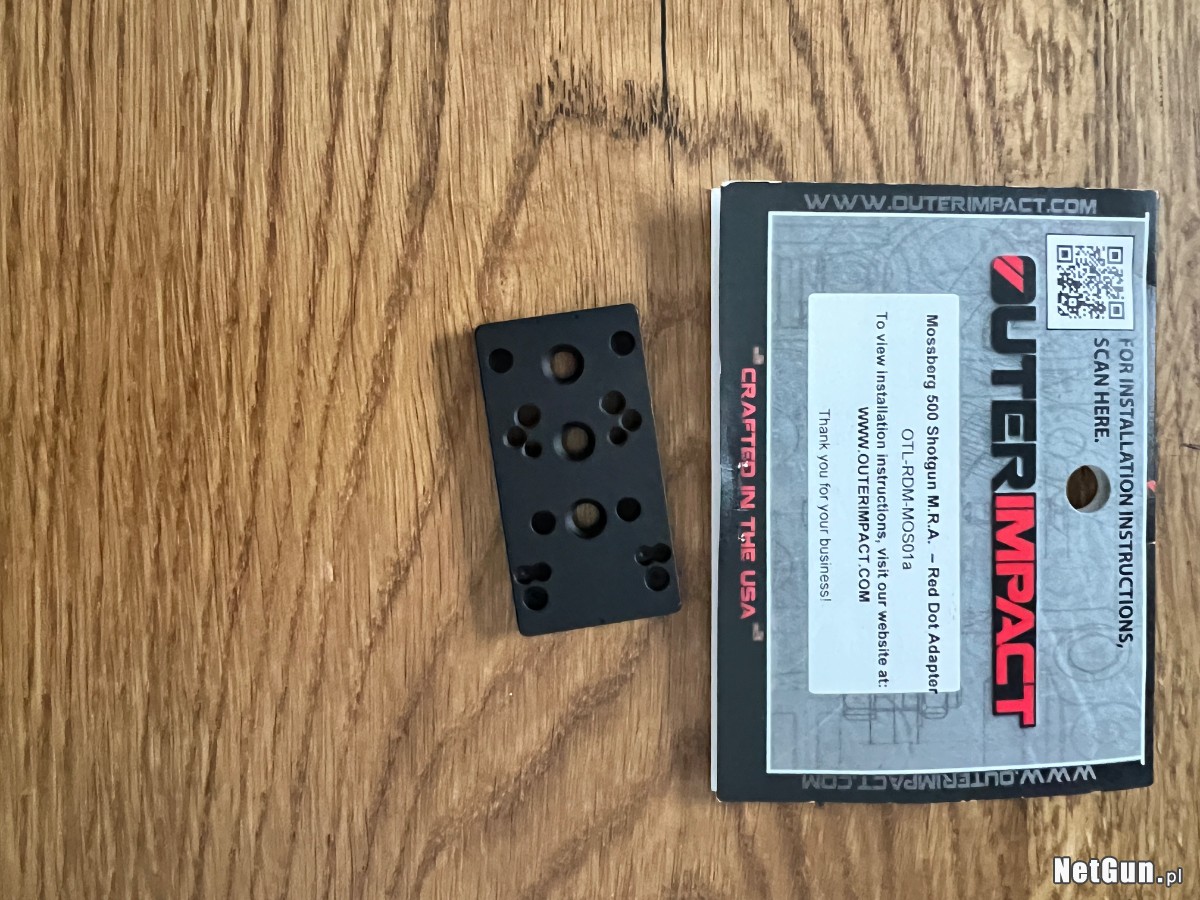 WWW.OUTERIMPACT.COM
FOR INSTALLATION INSTRUCTIONS,
SCAN HERE.
OUTERIMPACT
Mossberg 500 Shotgun M.R.A. – Red Dot Adapter
OTL-RDM-MOS01a
To view installation instructions, visit our website at:
WWW.OUTERIMPACT.COM
Thank you for your business!
CRAFTED IN THE USA
WWW.OUTERIMPACT.COM
NetGun.pl